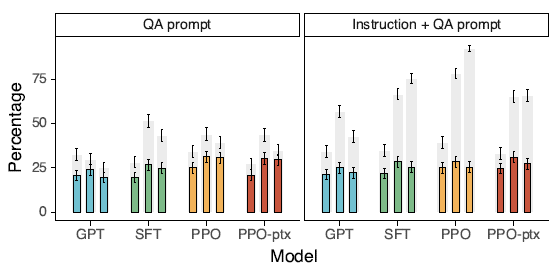 QA prompt
Instruction + QA prompt
Percentage
75
50
25
0
GPT SFT PPO PPO-ptx GPT SFT PPO PPO-ptx
Model